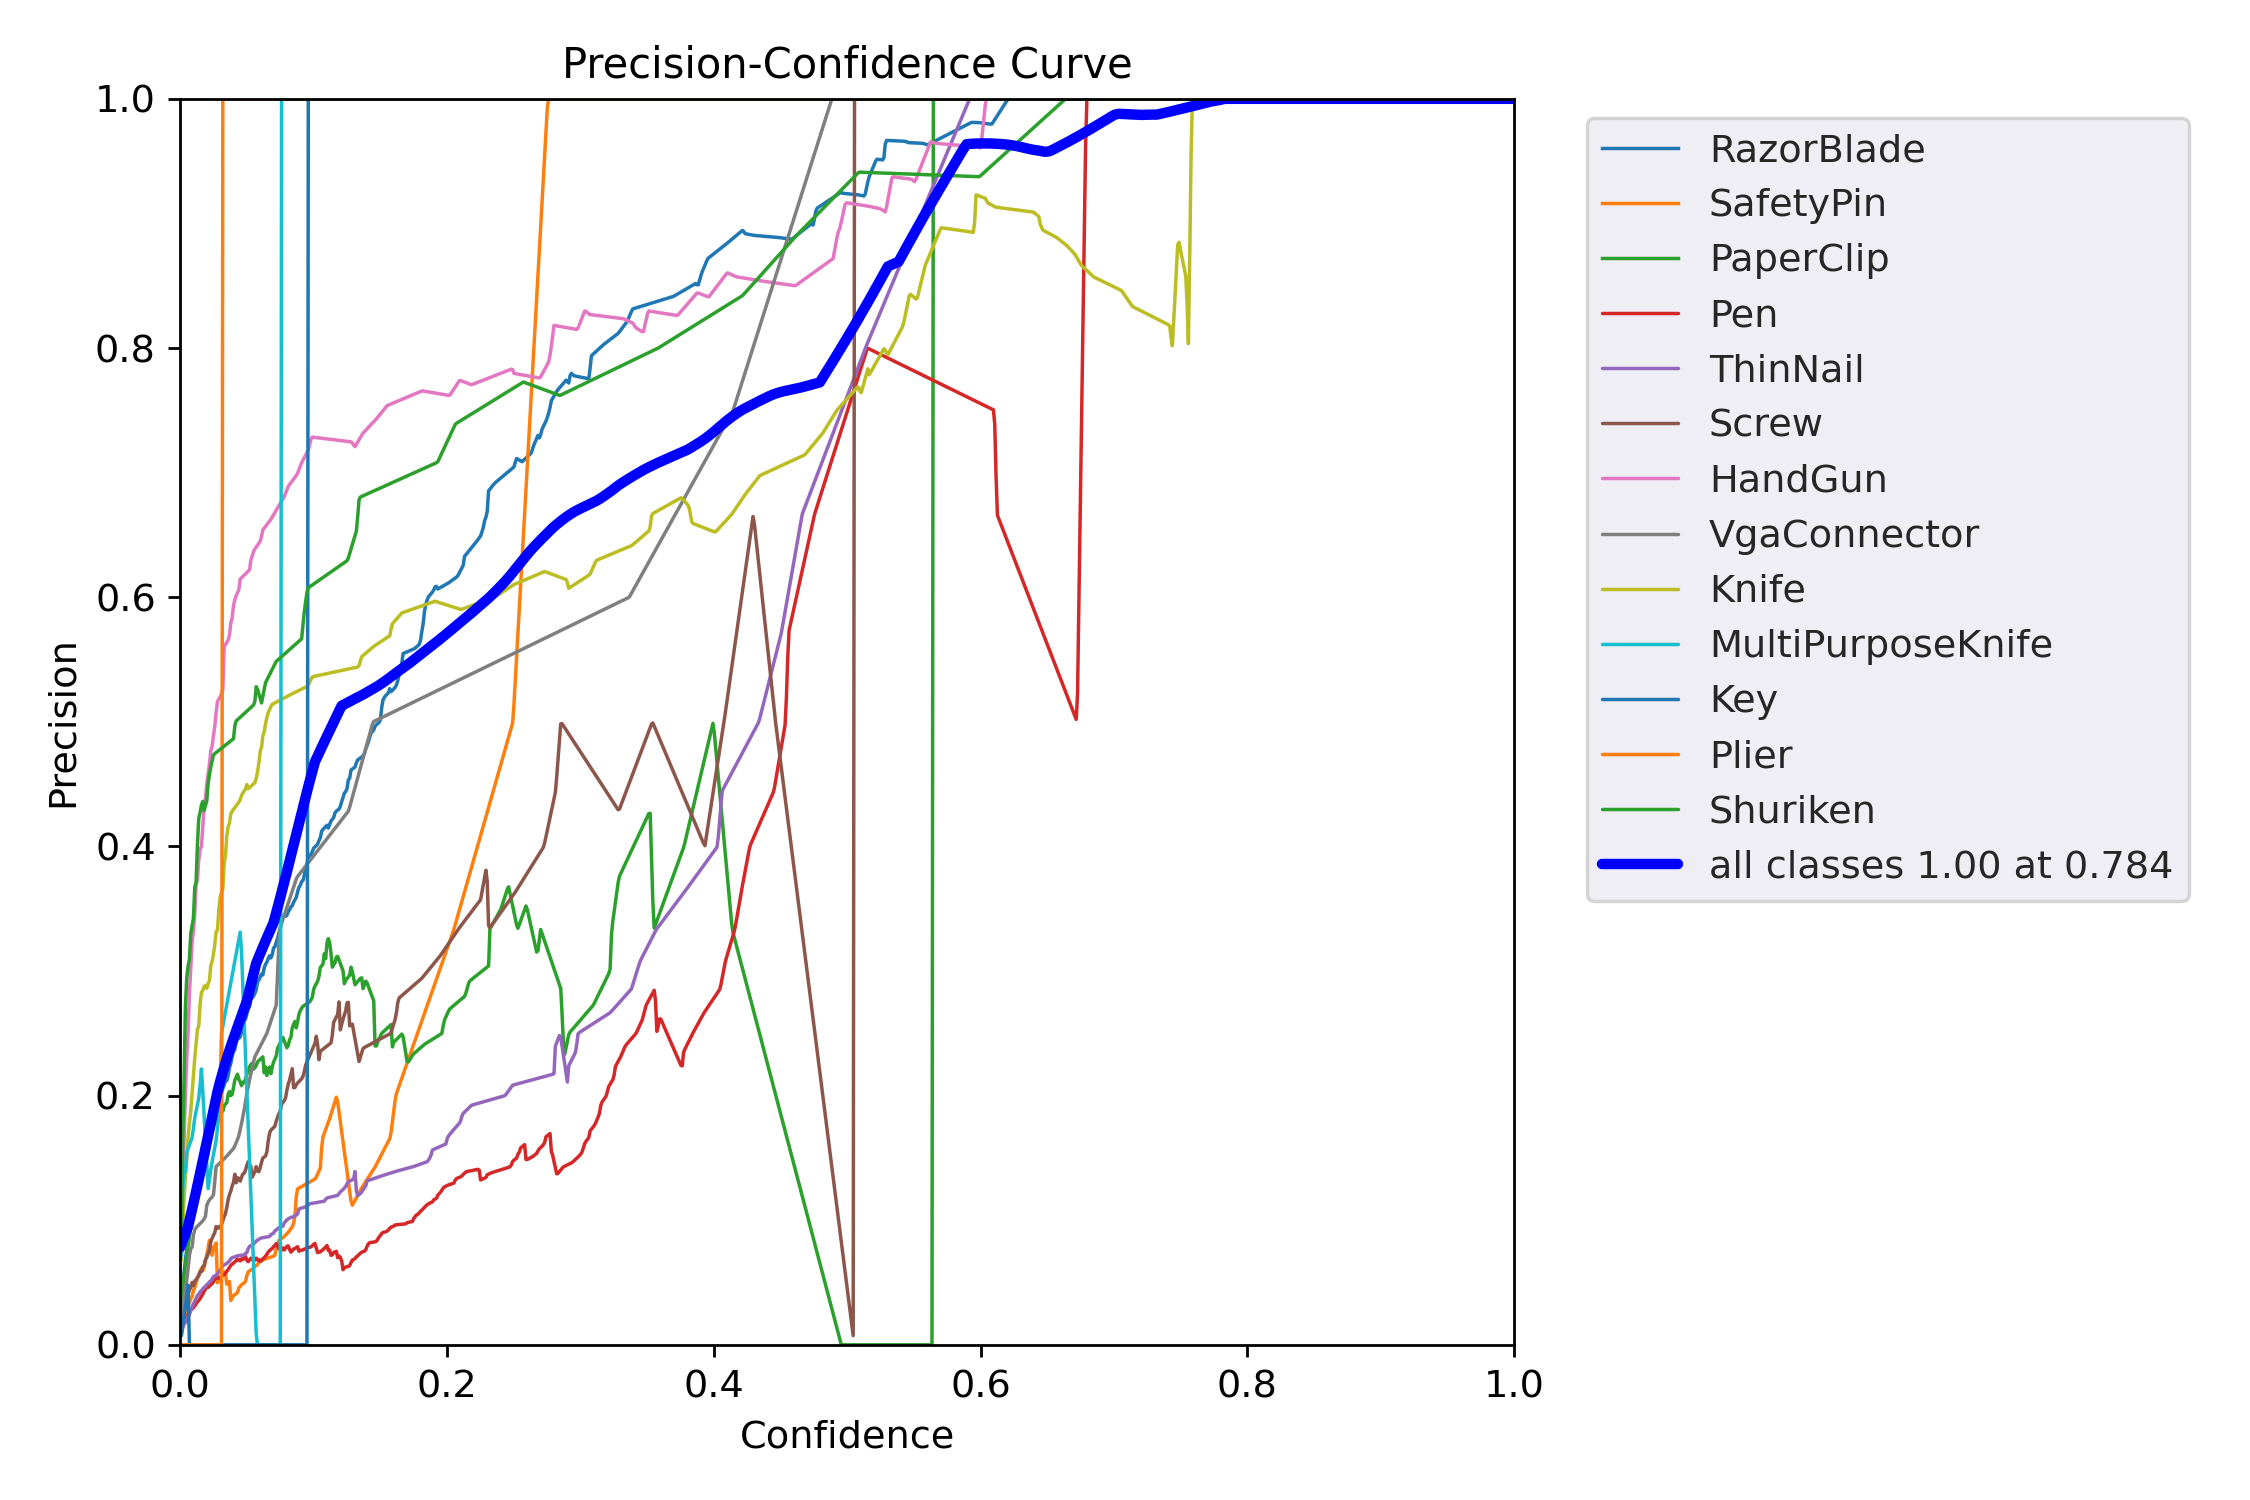 Precision-Confidence Curve
1.0
0.8
0.6
0.4
0.2
0.0
Precision
0.0 0.2 0.4 0.6 0.8 1.0
Confidence
RazorBlade
SafetyPin
PaperClip
Pen
ThinNail
Screw
HandGun
VgaConnector
Knife
MultiPurposeKnife
Key
Plier
Shuriken
all classes 1.00 at 0.784